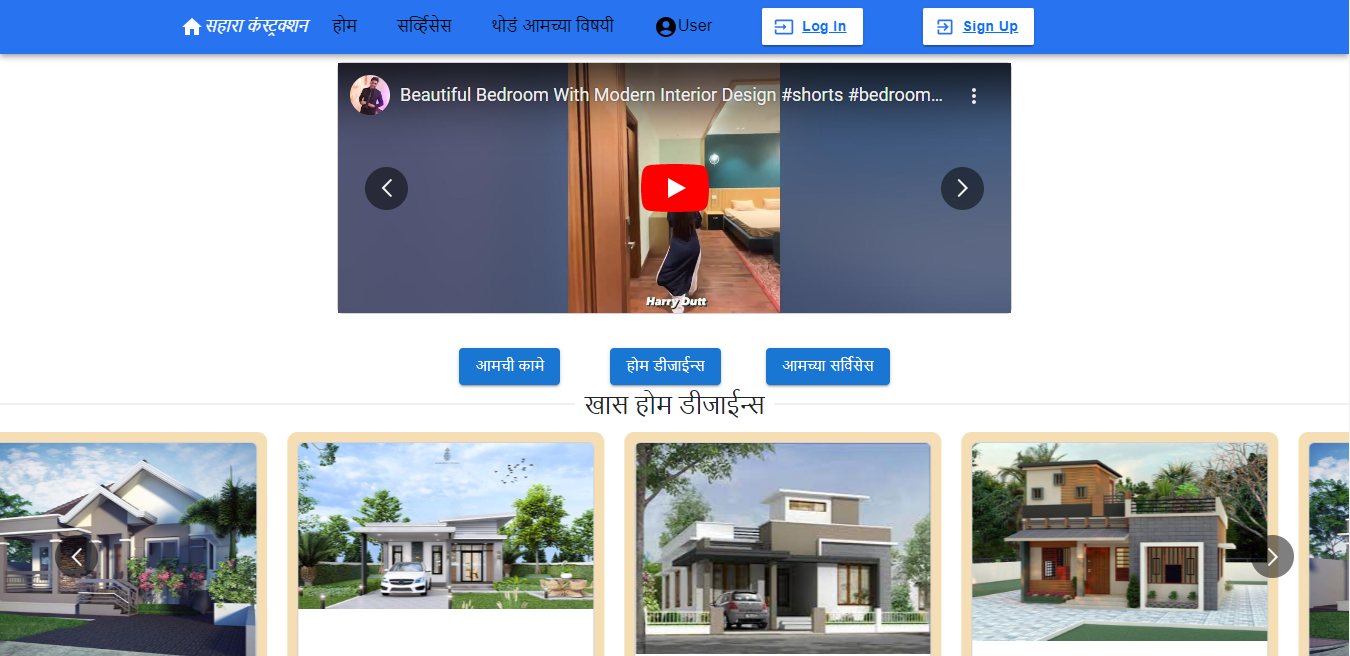 सहारा कंस्ट्रक्शन होम सर्व्हिसेस थोडं आमच्या विषयी User Log In Sign Up
Beautiful Bedroom With Modern Interior Design #shorts #bedroom...
Harry Dutt
आमची कामे होम डीजाईन्स आमच्या सर्विसेस
खास होम डीजाईन्स